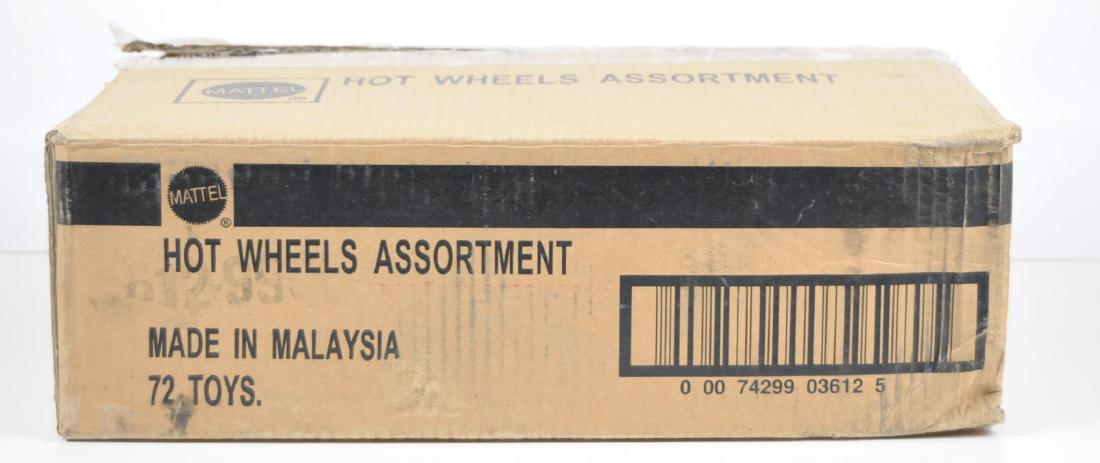 MATTEL
HOT WHEELS ASSORTMENT
MATTEL
®
HOT WHEELS ASSORTMENT
MADE IN MALAYSIA
72 TOYS.
0 00 74299 03612 5